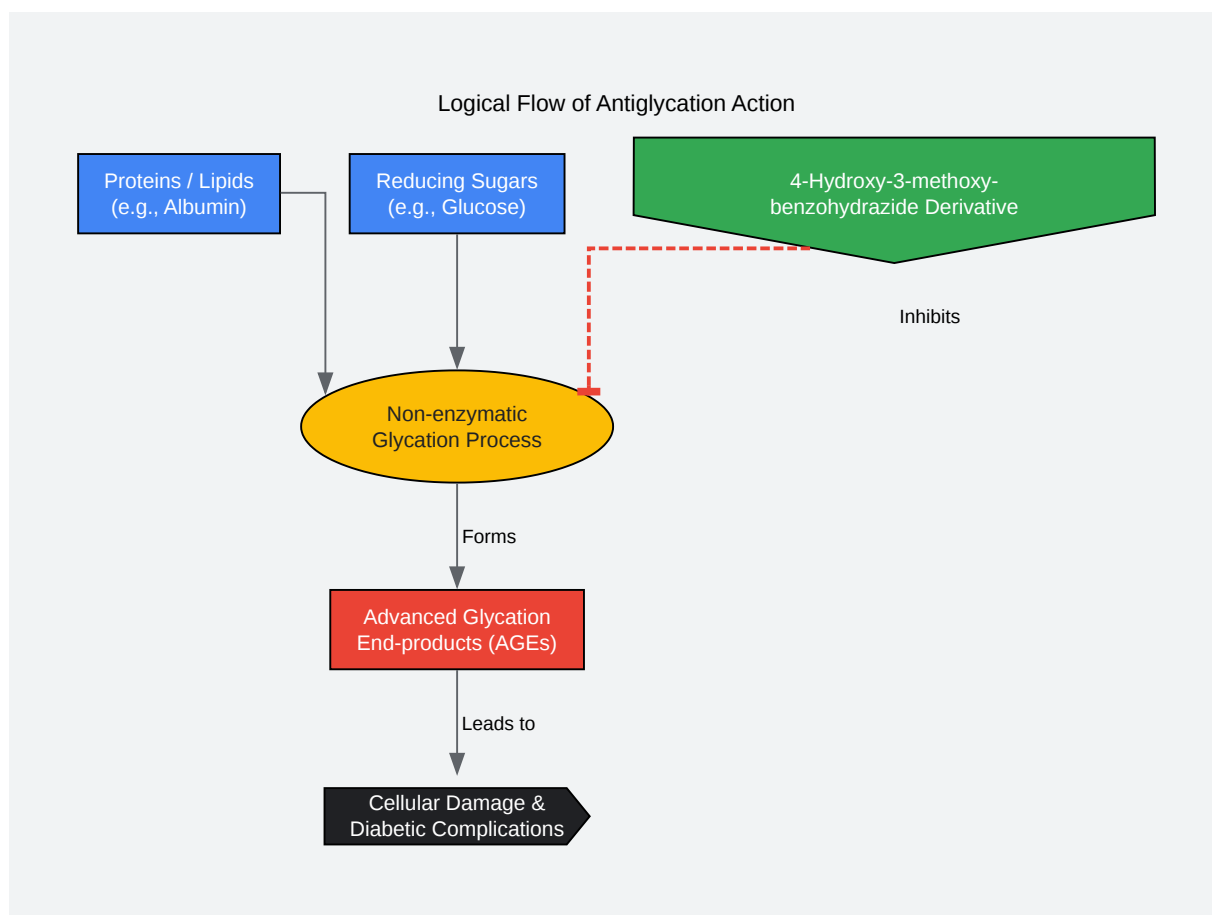 Logical Flow of Antiglycation Action
Proteins / Lipids
(e.g., Albumin)
Reducing Sugars
(e.g., Glucose)
4-Hydroxy-3-methoxy-
benzohydrazide Derivative
Inhibits
Non-enzymatic
Glycation Process
Forms
Advanced Glycation
End-products (AGEs)
Leads to
Cellular Damage &
Diabetic Complications